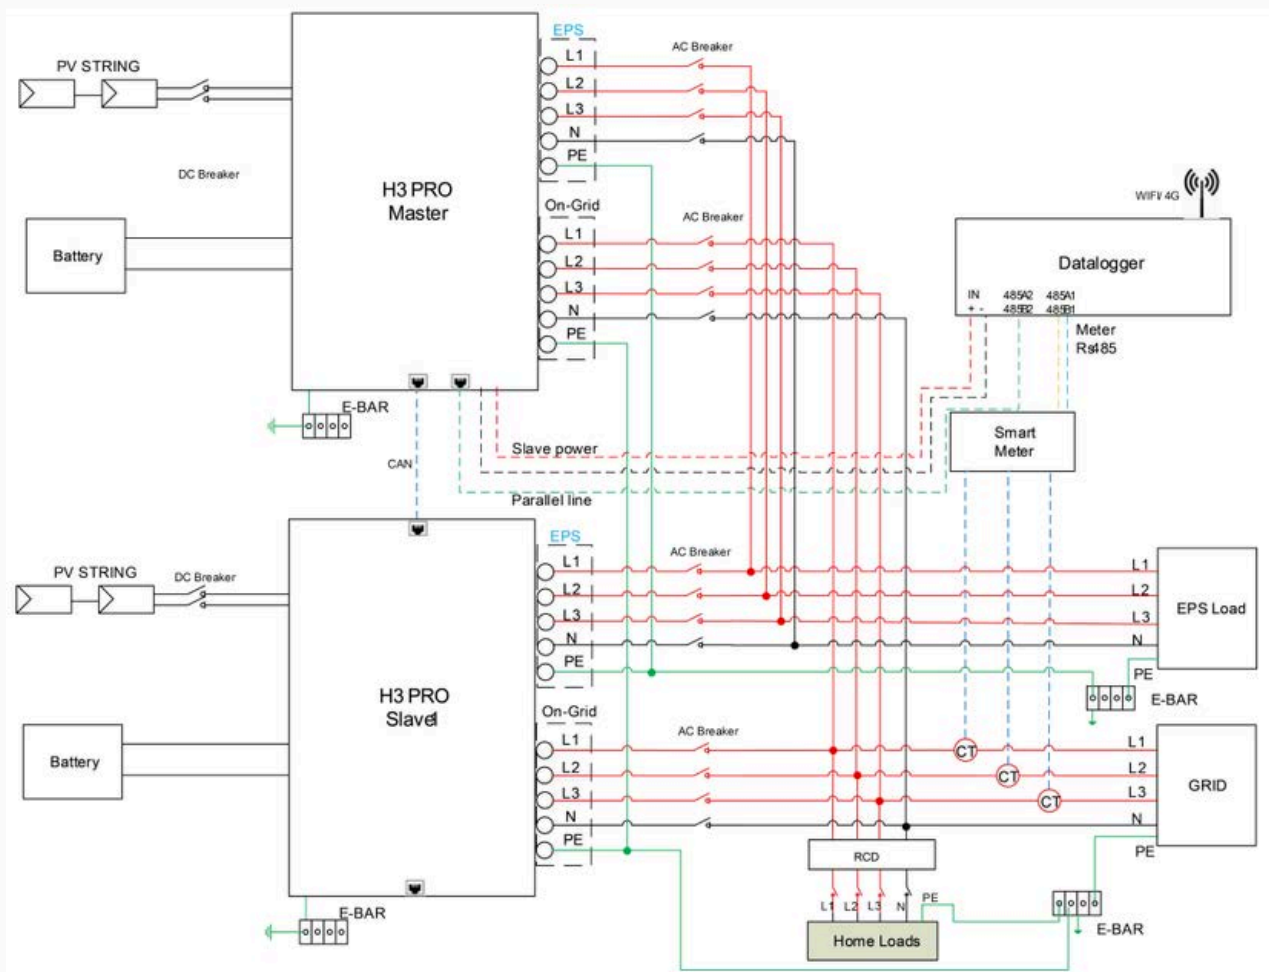 EPS
PV STRING
L1
AC Breaker
L2
L3
N
PE
DC Breaker
H3 PRO
Master
Battery
On-Grid
AC Breaker
L1
L2
L3
N
PE
WIFI/ 4G
Datalogger
IN
485A2
485A1
+ -
485B2
485B1
Meter
Rs485
E-BAR
Slave power
CAN
Smart
Meter
Parallel line
EPS
PV STRING
DC Breaker
L1
AC Breaker
L2
L3
N
PE
L1
L2
L3
N
PE
EPS Load
E-BAR
H3 PRO
Slave1
Battery
On-Grid
AC Breaker
L1
L2
L3
N
PE
CT
CT
CT
L1
L2
L3
N
PE
GRID
RCD
L1
L2
L3
N
PE
E-BAR
E-BAR
Home Loads